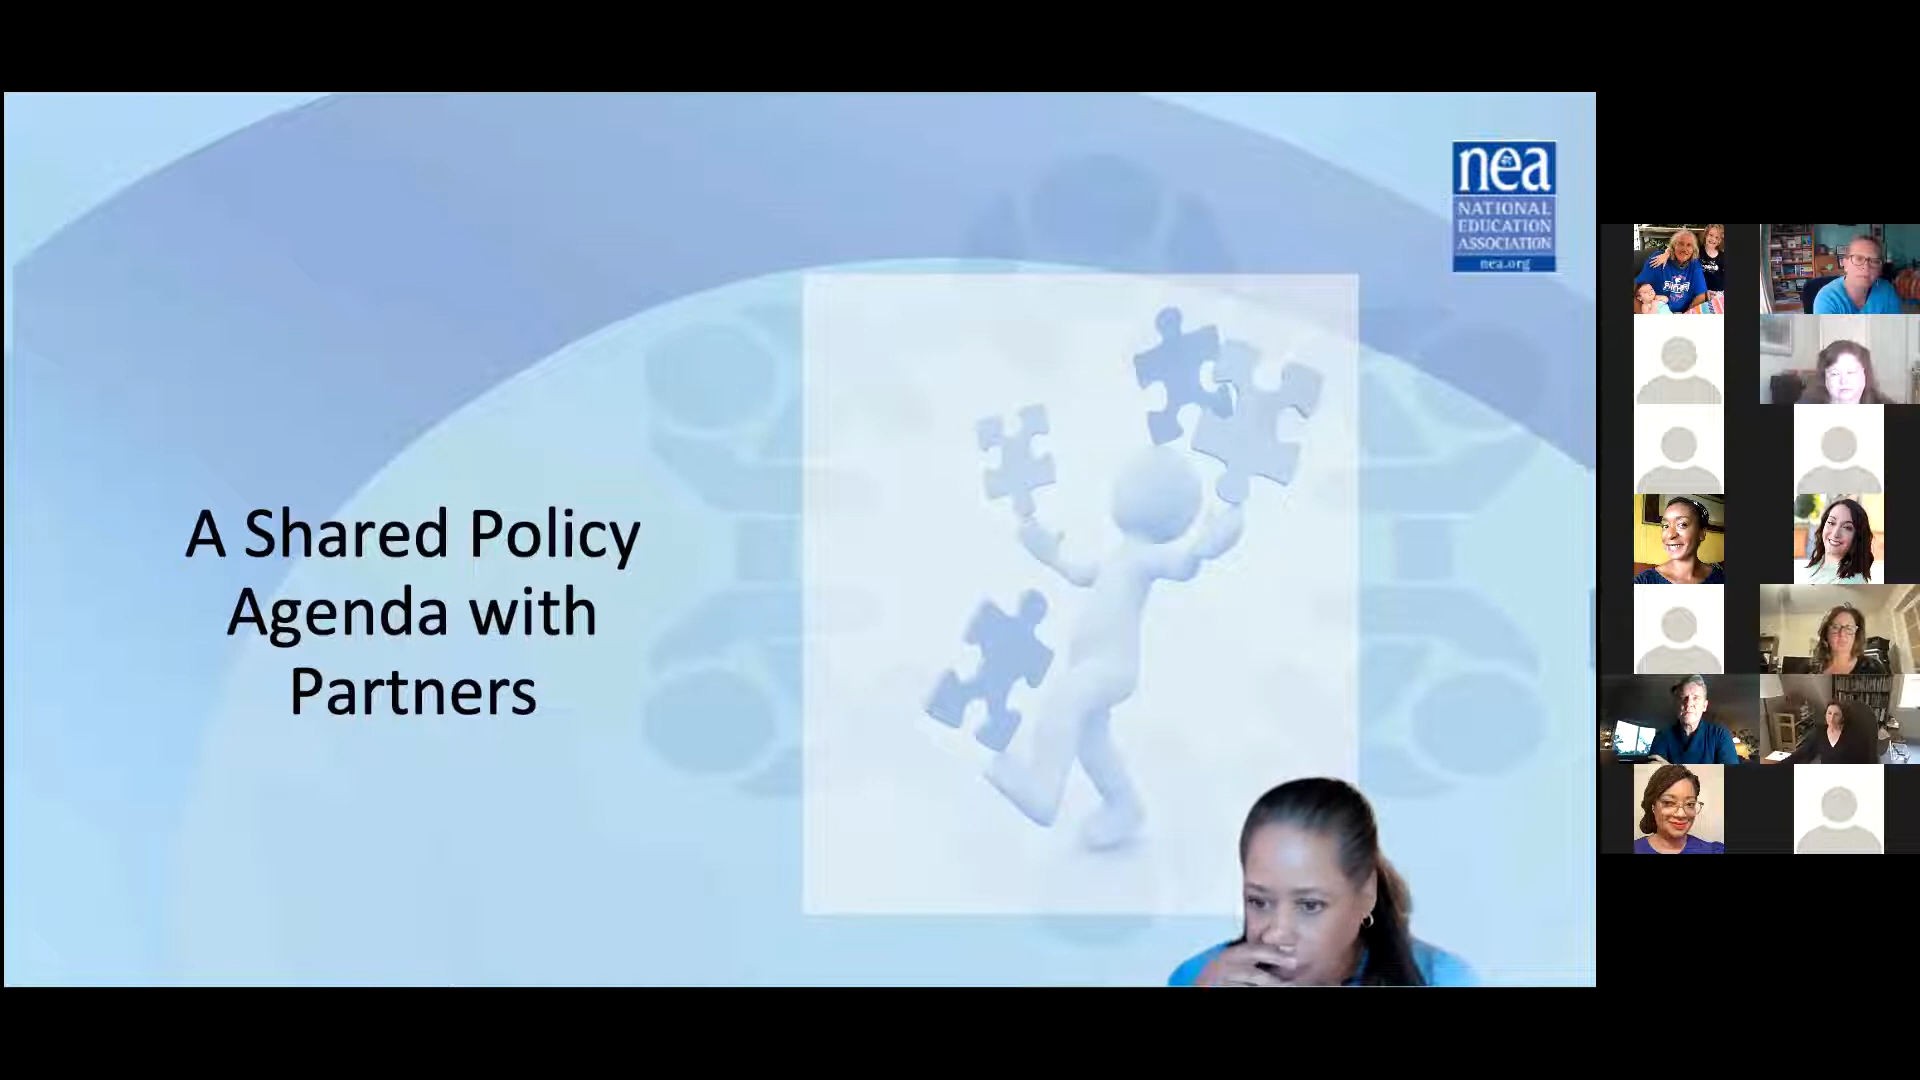 nea
NATIONAL
EDUCATION
ASSOCIATION
nea.org
A Shared Policy
Agenda with
Partners